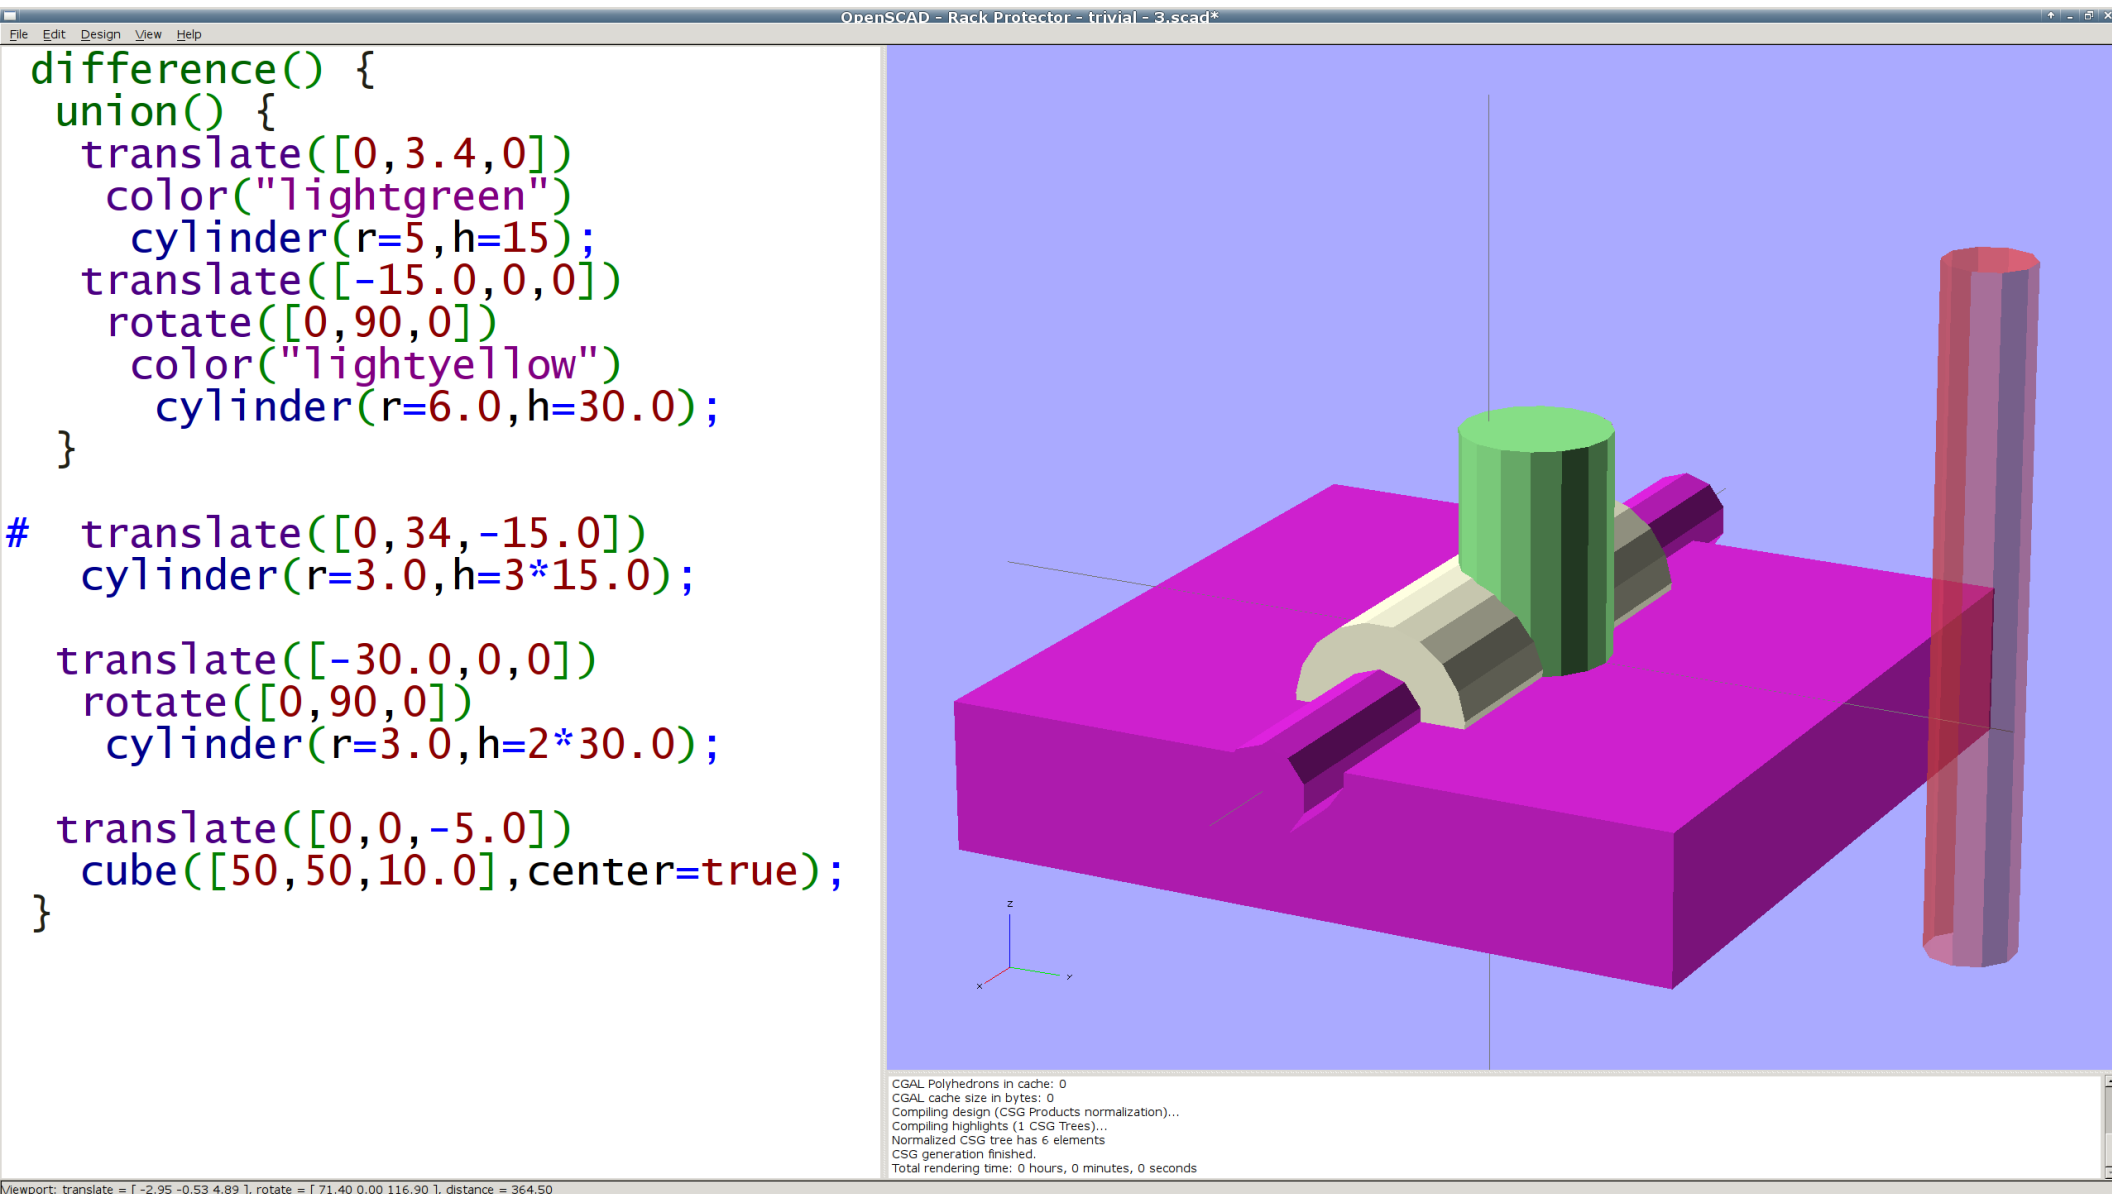 OpenSCAD - Rack Protector - trivial - 3.scad*
File Edit Design View Help
difference() {
union() {
translate([0,3.4,0])
color("lightgreen")
cylinder(r=5,h=15);
translate([-15.0,0,0])
rotate([0,90,0])
color("lightyellow")
cylinder(r=6.0,h=30.0);
}
# translate([0,34,-15.0])
cylinder(r=3.0,h=3*15.0);
translate([-30.0,0,0])
rotate([0,90,0])
cylinder(r=3.0,h=2*30.0);
translate([0,0,-5.0])
cube([50,50,10.0],center=true);
}
z
y
x
CGAL Polyhedrons in cache: 0
CGAL cache size in bytes: 0
Compiling design (CSG Products normalization)...
Compiling highlights (1 CSG Trees)...
Normalized CSG tree has 6 elements
CSG generation finished.
Total rendering time: 0 hours, 0 minutes, 0 seconds
Viewport: translate = [ -2.95 -0.53 4.89 ], rotate = [ 71.40 0.00 116.90 ], distance = 364.50